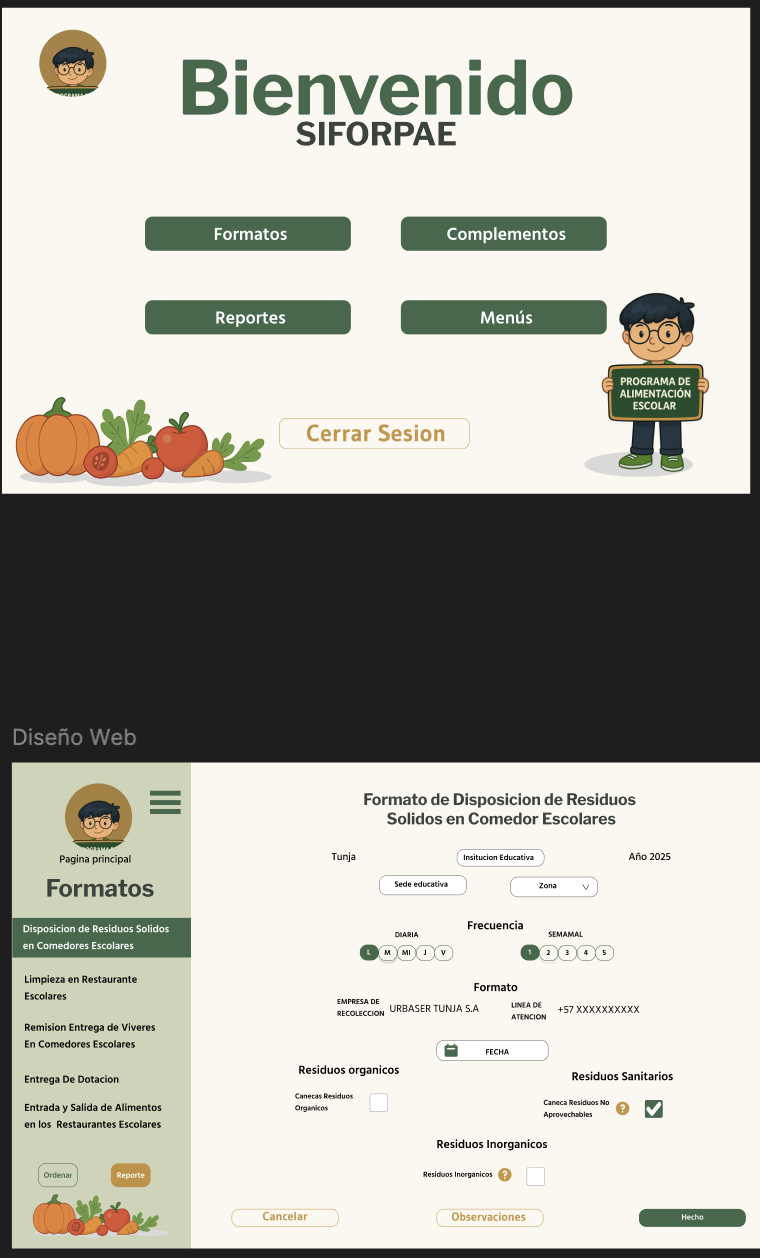 Bienvenido
SIFORPAE
Formatos
Complementos
Reportes
Menús
PROGRAMA DE
ALIMENTACIÓN
ESCOLAR
Cerrar Sesion
Diseño Web
Pagina principal
Formatos
Disposicion de Residuos Solidos
en Comedores Escolares
Limpieza en Restaurante
Escolares
Remision Entrega de Viveres
En Comedores Escolares
Entrega De Dotacion
Entrada y Salida de Alimentos
en los Restaurantes Escolares
Ordenar
Reporte
Formato de Disposicion de Residuos
Solidos en Comedor Escolares
Tunja
Insitucion Educativa
Año 2025
Sede educativa
Zona
Frecuencia
DIARIA
SEMAMAL
L M MI J V
1 2 3 4 5
Formato
EMPRESA DE
RECOLECCION
URBASER TUNJA S.A
LINEA DE
ATENCION
+57 XXXXXXXXXX
FECHA
Residuos organicos
Residuos Sanitarios
Canecas Residuos
Organicos
Caneca Residuos No
Aprovechables
?
Residuos Inorganicos
Residuos Inorganicos
?
Cancelar
Observaciones
Hecho